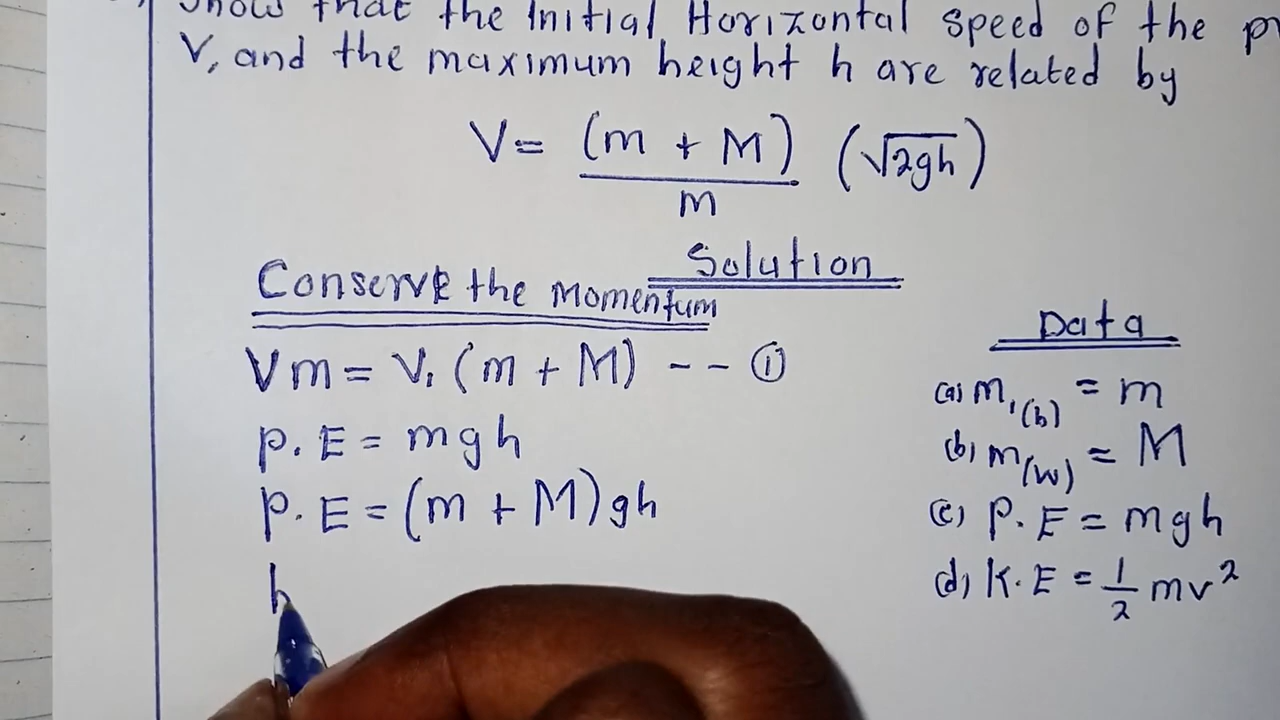 Show that the Initial Horizontal speed of the
V, and the maximum height h are related by
V = (m + M) (√2gh)
m
Solution
Conserve the momentum
Vm = V₁ (m + M) -- ①
P.E = mgh
P.E = (m + M)gh
Data
(a) m₁(b) = m
(b) m(w) = M
(c) P.E = mgh
(d) K.E = 1/2 mv²